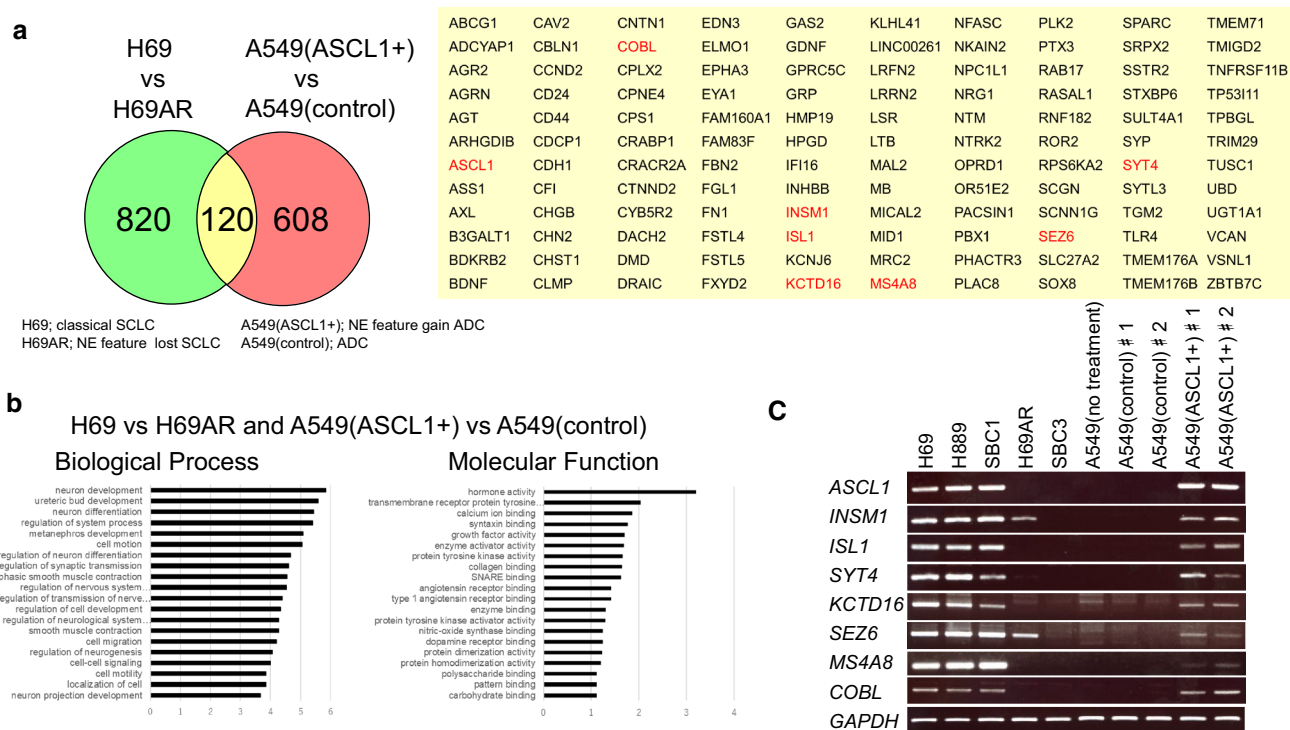 a
H69
vs
H69AR
A549(ASCL1+)
vs
A549(control)
820
120
608
H69; classical SCLC
H69AR; NE feature lost SCLC
A549(ASCL1+); NE feature gain ADC
A549(control); ADC
ABCG1 CAV2 CNTN1 EDN3 GAS2 KLHL41 NFASC PLK2 SPARC TMEM71
ADCYAP1 CBLN1 COBL ELMO1 GDNF LINC00261 NKAIN2 PTX3 SRPX2 TMIGD2
AGR2 CCND2 CPLX2 EPHA3 GPRC5C LRFN2 NPC1L1 RAB17 SSTR2 TNFRSF11B
AGRN CD24 CPNE4 EYA1 GRP LRRN2 NRG1 RASAL1 STXBP6 TP53I11
AGT CD44 CPS1 FAM160A1 HMP19 LSR NTM RNF182 SULT4A1 TPBGL
ARHGDIB CDCP1 CRABP1 FAM83F HPGD LTB NTRK2 ROR2 SYP TRIM29
ASCL1 CDH1 CRACR2A FBN2 IFI16 MAL2 OPRD1 RPS6KA2 SYT4 TUSC1
ASS1 CFI CTNND2 FGL1 INHBB MB OR51E2 SCGN SYTL3 UBD
AXL CHGB CYB5R2 FN1 INSM1 MICAL2 PACSIN1 SCNN1G TGM2 UGT1A1
B3GALT1 CHN2 DACH2 FSTL4 ISL1 MID1 PBX1 SEZ6 TLR4 VCAN
BDKRB2 CHST1 DMD FSTL5 KCNJ6 MRC2 PHACTR3 SLC27A2 TMEM176A VSNL1
BDNF CLMP DRAIC FXYD2 KCTD16 MS4A8 PLAC8 SOX8 TMEM176B ZBTB7C
b
H69 vs H69AR and A549(ASCL1+) vs A549(control)
Biological Process
neuron development
ureteric bud development
neuron differentiation
regulation of system process
metanephros development
cell motion
regulation of neuron differentiation
regulation of synaptic transmission
phasic smooth muscle contraction
regulation of nervous system...
regulation of transmission of nerve...
regulation of cell development
regulation of neurological system...
smooth muscle contraction
cell migration
regulation of neurogenesis
cell-cell signaling
cell motility
localization of cell
neuron projection development
0 1 2 3 4 5 6
Molecular Function
hormone activity
transmembrane receptor protein tyrosine...
calcium ion binding
syntaxin binding
growth factor activity
enzyme activator activity
protein tyrosine kinase activity
collagen binding
SNARE binding
angiotensin receptor binding
type 1 angiotensin receptor binding
enzyme binding
protein tyrosine kinase activator activity
nitric-oxide synthase binding
dopamine receptor binding
protein dimerization activity
protein homodimerization activity
polysaccharide binding
pattern binding
carbohydrate binding
0 1 2 3 4
C
H69
H889
SBC1
H69AR
SBC3
A549(no treatment)
A549(control) # 1
A549(control) # 2
A549(ASCL1+) # 1
A549(ASCL1+) # 2
ASCL1
INSM1
ISL1
SYT4
KCTD16
SEZ6
MS4A8
COBL
GAPDH